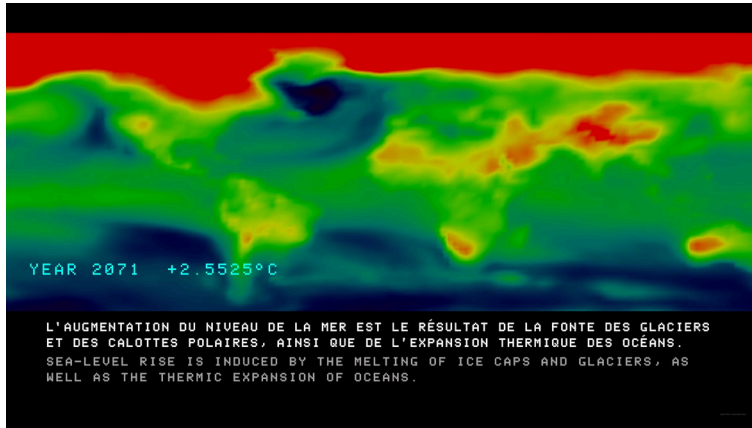 YEAR 2071 +2.5525°C
L'AUGMENTATION DU NIVEAU DE LA MER EST LE RÉSULTAT DE LA FONTE DES GLACIERS
ET DES CALOTTES POLAIRES, AINSI QUE DE L'EXPANSION THERMIQUE DES OCÉANS.
SEA-LEVEL RISE IS INDUCED BY THE MELTING OF ICE CAPS AND GLACIERS, AS
WELL AS THE THERMIC EXPANSION OF OCEANS.